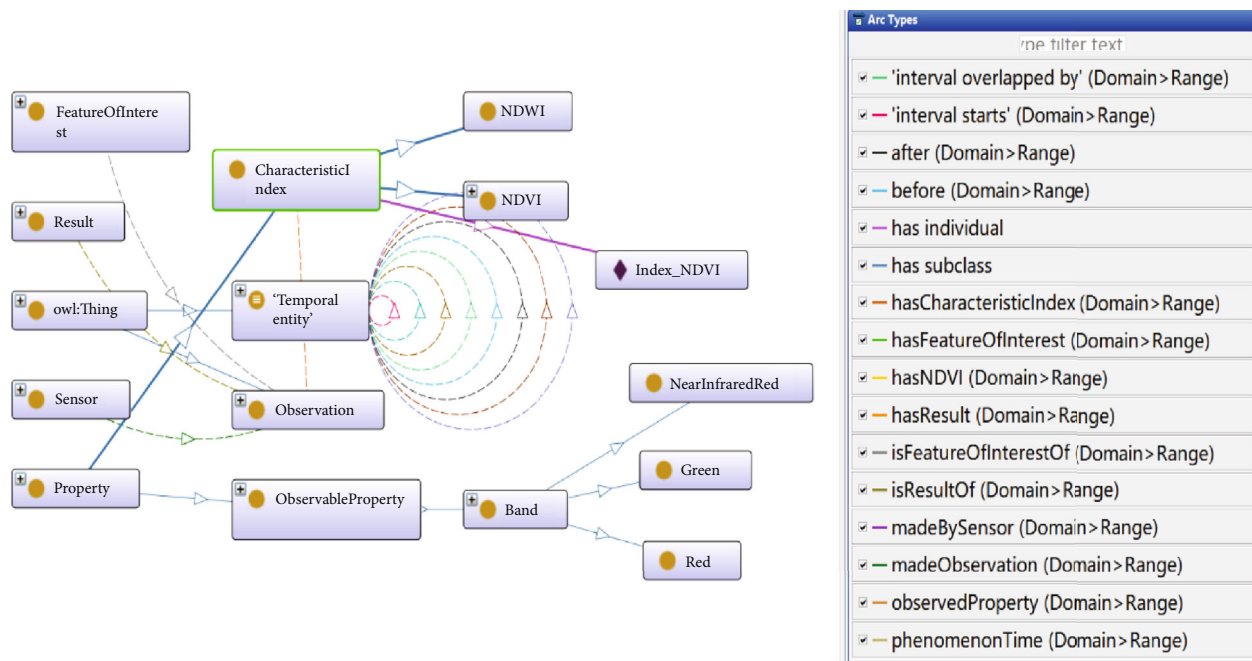 FeatureOfIntere
st
Result
owl:Thing
Sensor
Property
CharacteristicI
ndex
‘Temporal
entity’
Observation
ObservableProperty
NDWI
NDVI
Index_NDVI
NearInfraredRed
Green
Band
Red
Arc Types
ype filter text
'interval overlapped by' (Domain>Range)
'interval starts' (Domain>Range)
after (Domain>Range)
before (Domain>Range)
has individual
has subclass
hasCharacteristicIndex (Domain>Range)
hasFeatureOfInterest (Domain>Range)
hasNDVI (Domain>Range)
hasResult (Domain>Range)
isFeatureOfInterestOf (Domain>Range)
isResultOf (Domain>Range)
madeBySensor (Domain>Range)
madeObservation (Domain>Range)
observedProperty (Domain>Range)
phenomenonTime (Domain>Range)